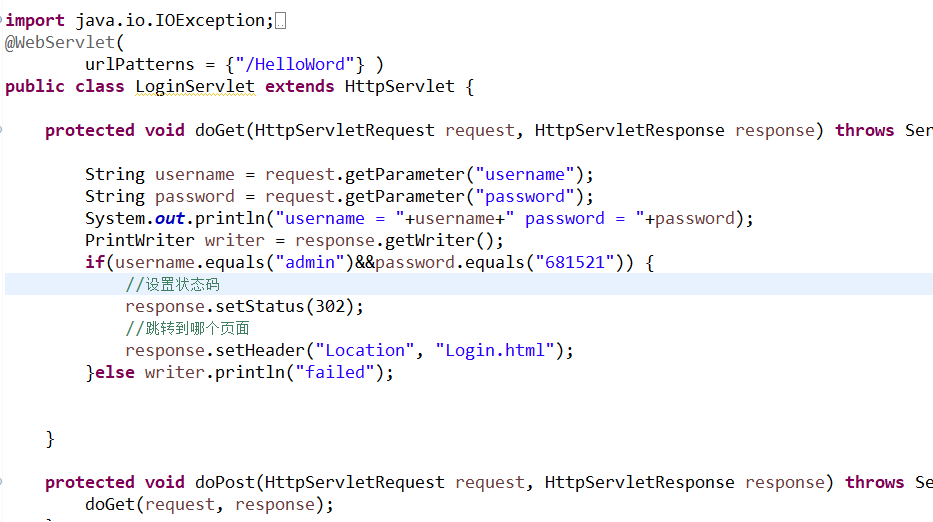 import java.io.IOException;
@WebServlet(
urlPatterns = {"/HelloWord"} )
public class LoginServlet extends HttpServlet {
protected void doGet(HttpServletRequest request, HttpServletResponse response) throws Ser
String username = request.getParameter("username");
String password = request.getParameter("password");
System.out.println("username = "+username+" password = "+password);
PrintWriter writer = response.getWriter();
if(username.equals("admin")&&password.equals("681521")) {
//设置状态码
response.setStatus(302);
//跳转到哪个页面
response.setHeader("Location", "Login.html");
}else writer.println("failed");
}
protected void doPost(HttpServletRequest request, HttpServletResponse response) throws Se
doGet(request, response);